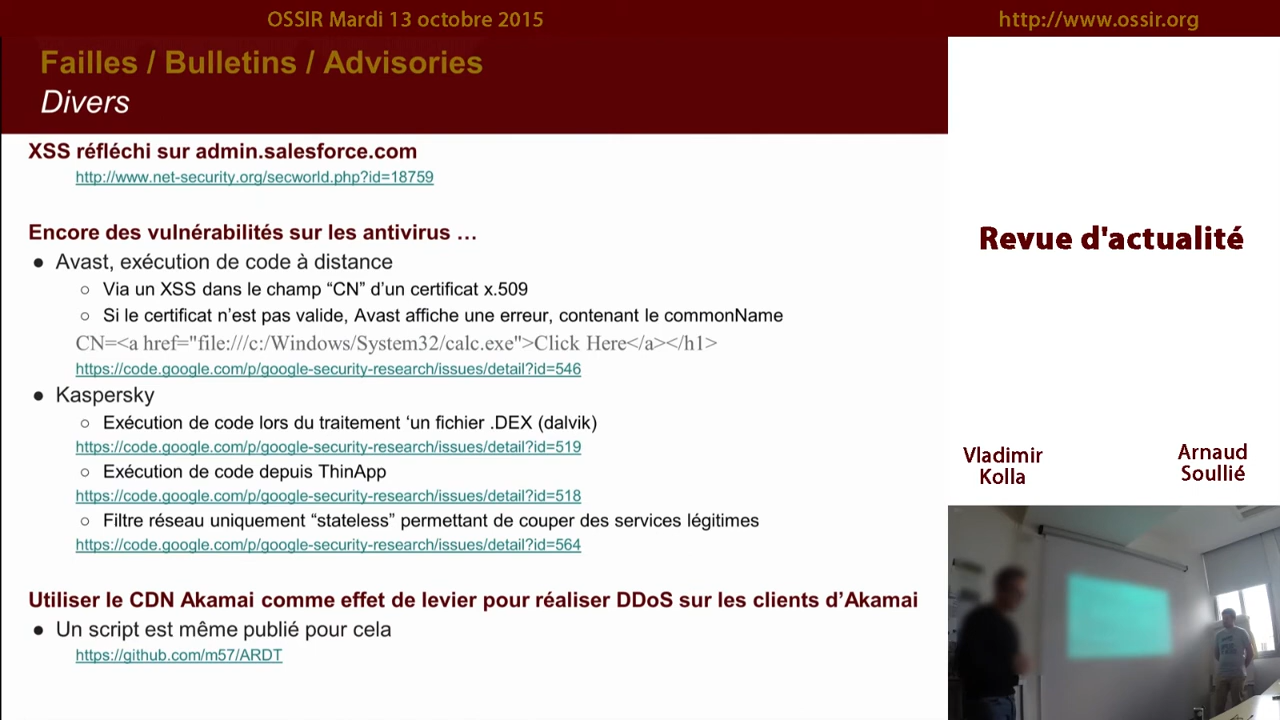 OSSIR Mardi 13 octobre 2015
http://www.ossir.org
Failles / Bulletins / Advisories
Divers
XSS réfléchi sur admin.salesforce.com
http://www.net-security.org/secworld.php?id=18759
Encore des vulnérabilités sur les antivirus …
● Avast, exécution de code à distance
○ Via un XSS dans le champ “CN” d’un certificat x.509
○ Si le certificat n’est pas valide, Avast affiche une erreur, contenant le commonName
CN=<a href="file:///c:/Windows/System32/calc.exe">Click Here</a></h1>
https://code.google.com/p/google-security-research/issues/detail?id=546
● Kaspersky
○ Exécution de code lors du traitement ‘un fichier .DEX (dalvik)
https://code.google.com/p/google-security-research/issues/detail?id=519
○ Exécution de code depuis ThinApp
https://code.google.com/p/google-security-research/issues/detail?id=518
○ Filtre réseau uniquement “stateless” permettant de couper des services légitimes
https://code.google.com/p/google-security-research/issues/detail?id=564
Utiliser le CDN Akamai comme effet de levier pour réaliser DDoS sur les clients d’Akamai
● Un script est même publié pour cela
https://github.com/m57/ARDT
Revue d'actualité
Vladimir
Kolla
Arnaud
Soullié